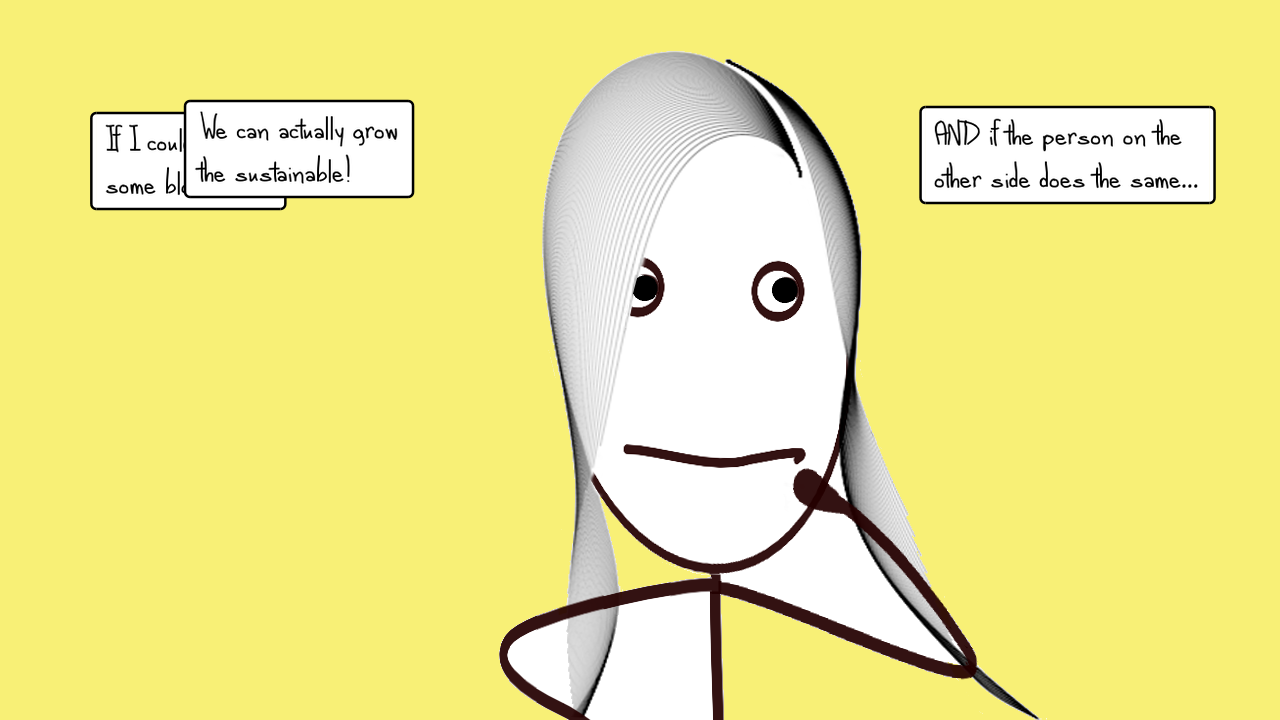 If I coul
some bl
We can actually grow
the sustainable!
AND if the person on the
other side does the same...